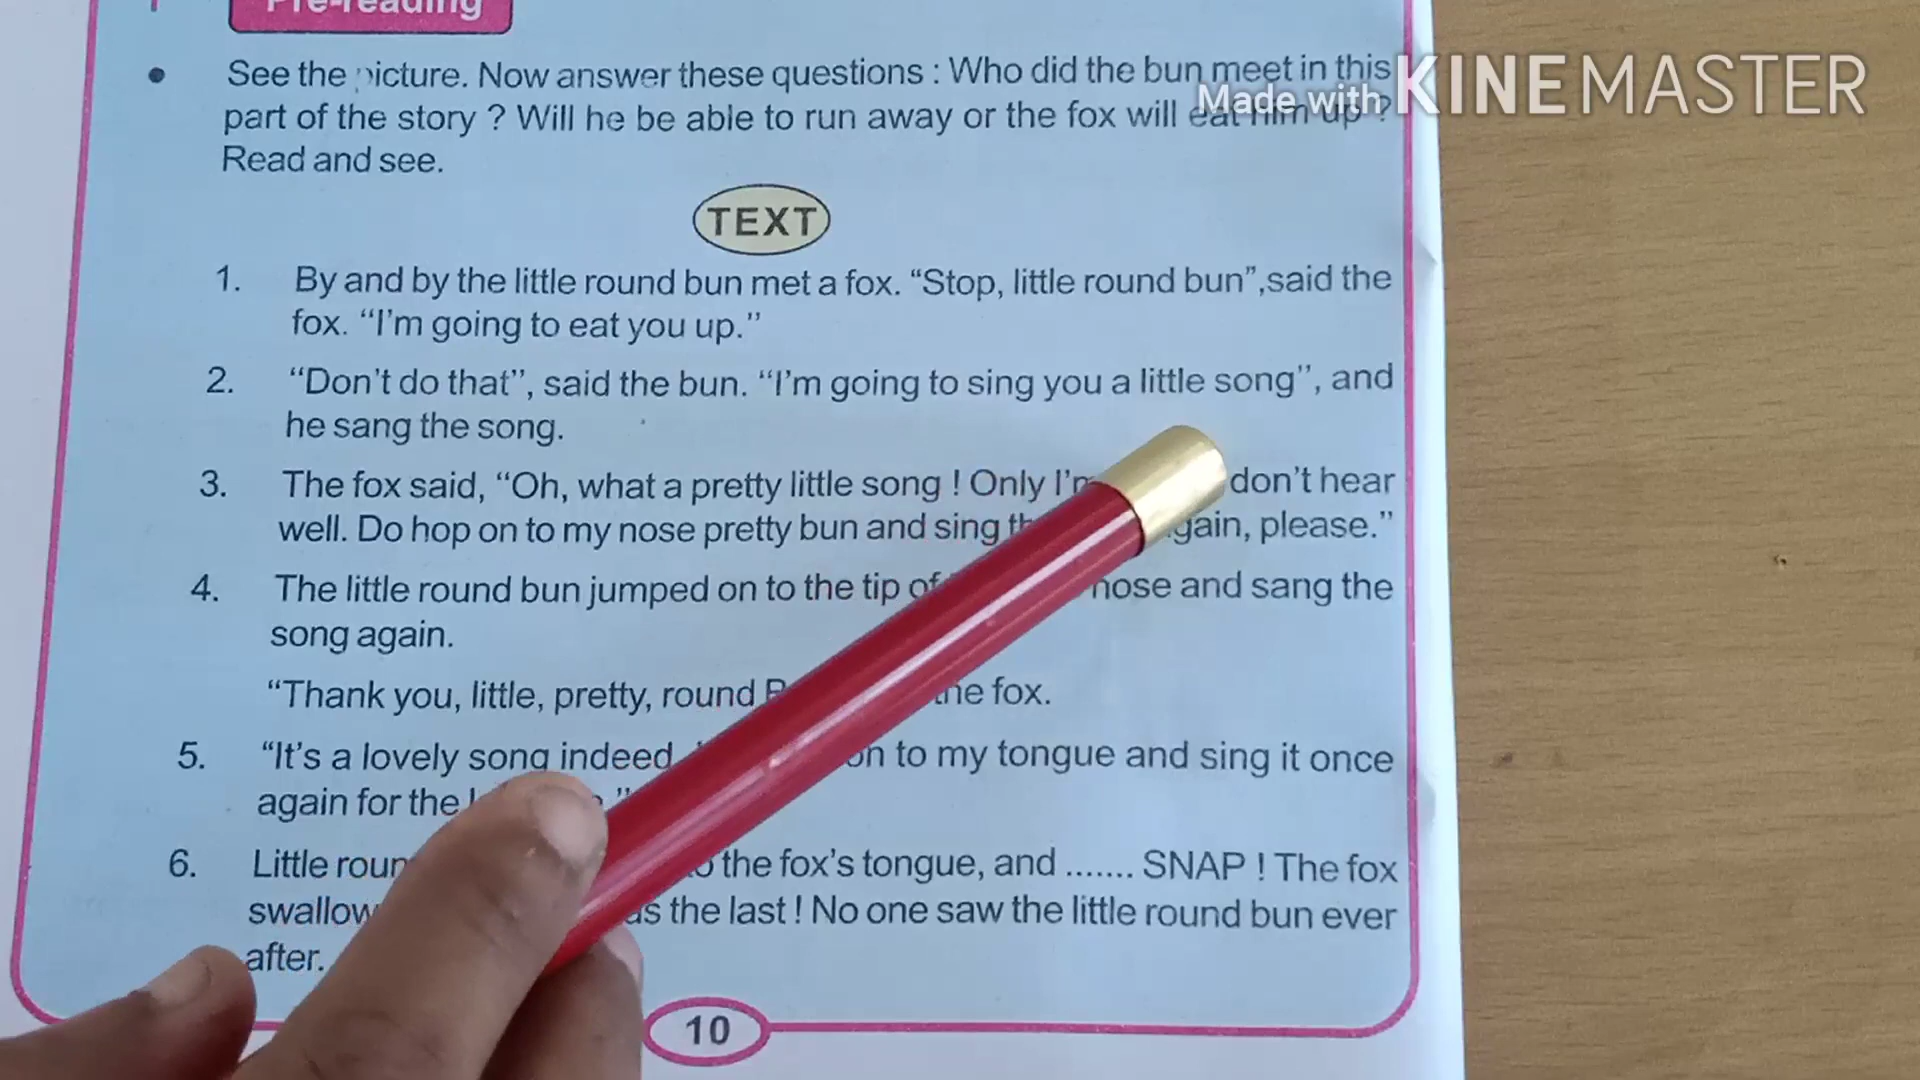 Pre-reading
• See the picture. Now answer these questions : Who did the bun meet in this
part of the story ? Will he be able to run away or the fox will eat him up ?
Read and see.
Made with KINEMASTER
TEXT
1. By and by the little round bun met a fox. “Stop, little round bun”,said the
fox. “I’m going to eat you up.”
2. “Don’t do that”, said the bun. “I’m going to sing you a little song”, and
he sang the song.
3. The fox said, “Oh, what a pretty little song ! Only I’m don’t hear
well. Do hop on to my nose pretty bun and sing again, please.”
4. The little round bun jumped on to the tip of nose and sang the
song again.
“Thank you, little, pretty, round the fox.
5. “It’s a lovely song indeed on to my tongue and sing it once
again for the
6. Little round the fox’s tongue, and ....... SNAP ! The fox
the last ! No one saw the little round bun ever
after.
10